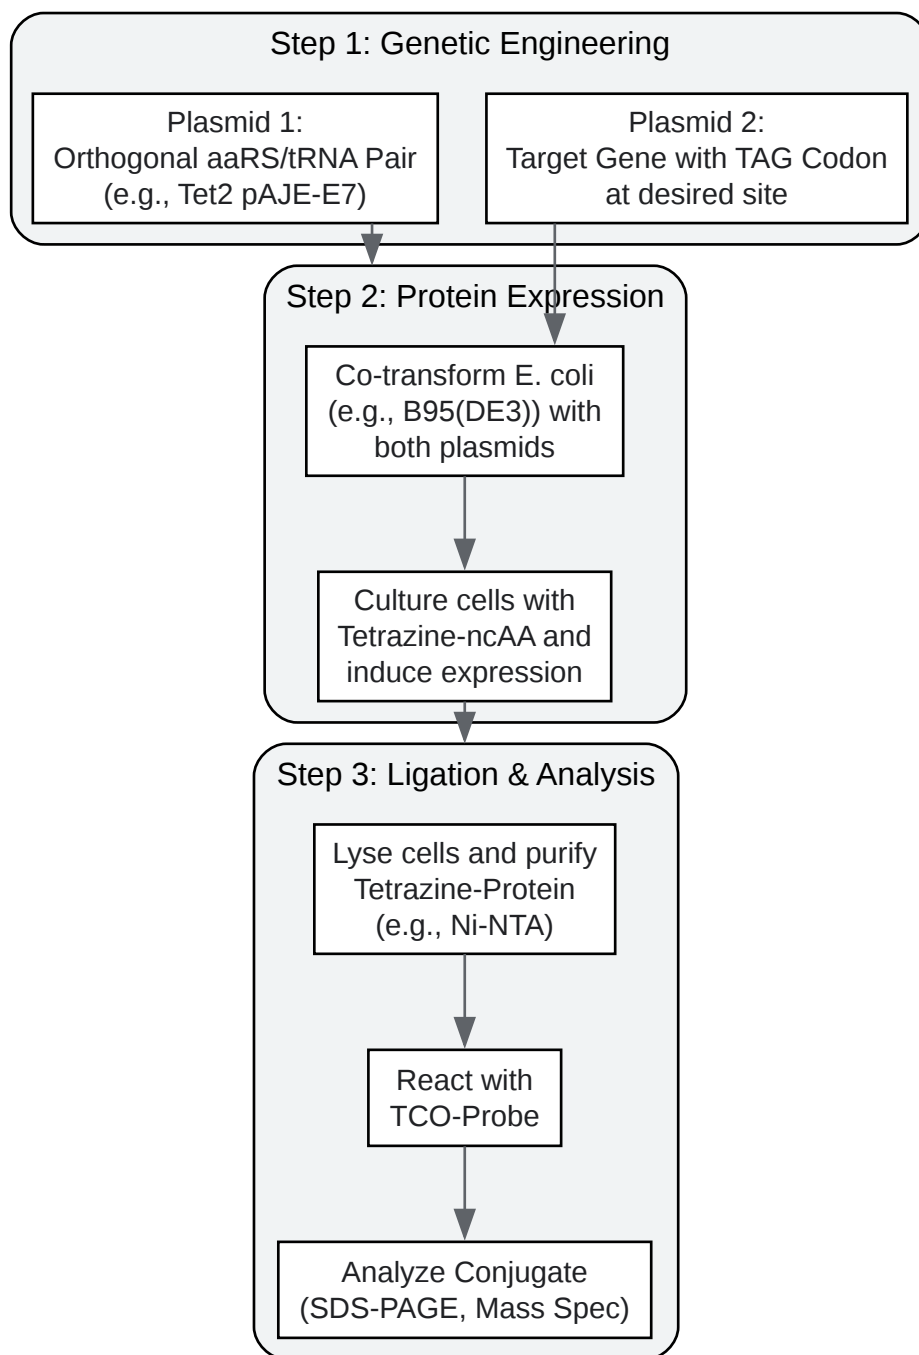 Step 1: Genetic Engineering
Plasmid 1:
Orthogonal aaRS/tRNA Pair
(e.g., Tet2 pAJE-E7)
Plasmid 2:
Target Gene with TAG Codon
at desired site
Step 2: Protein Expression
Co-transform E. coli
(e.g., B95(DE3)) with
both plasmids
Culture cells with
Tetrazine-ncAA and
induce expression
Step 3: Ligation & Analysis
Lyse cells and purify
Tetrazine-Protein
(e.g., Ni-NTA)
React with
TCO-Probe
Analyze Conjugate
(SDS-PAGE, Mass Spec)